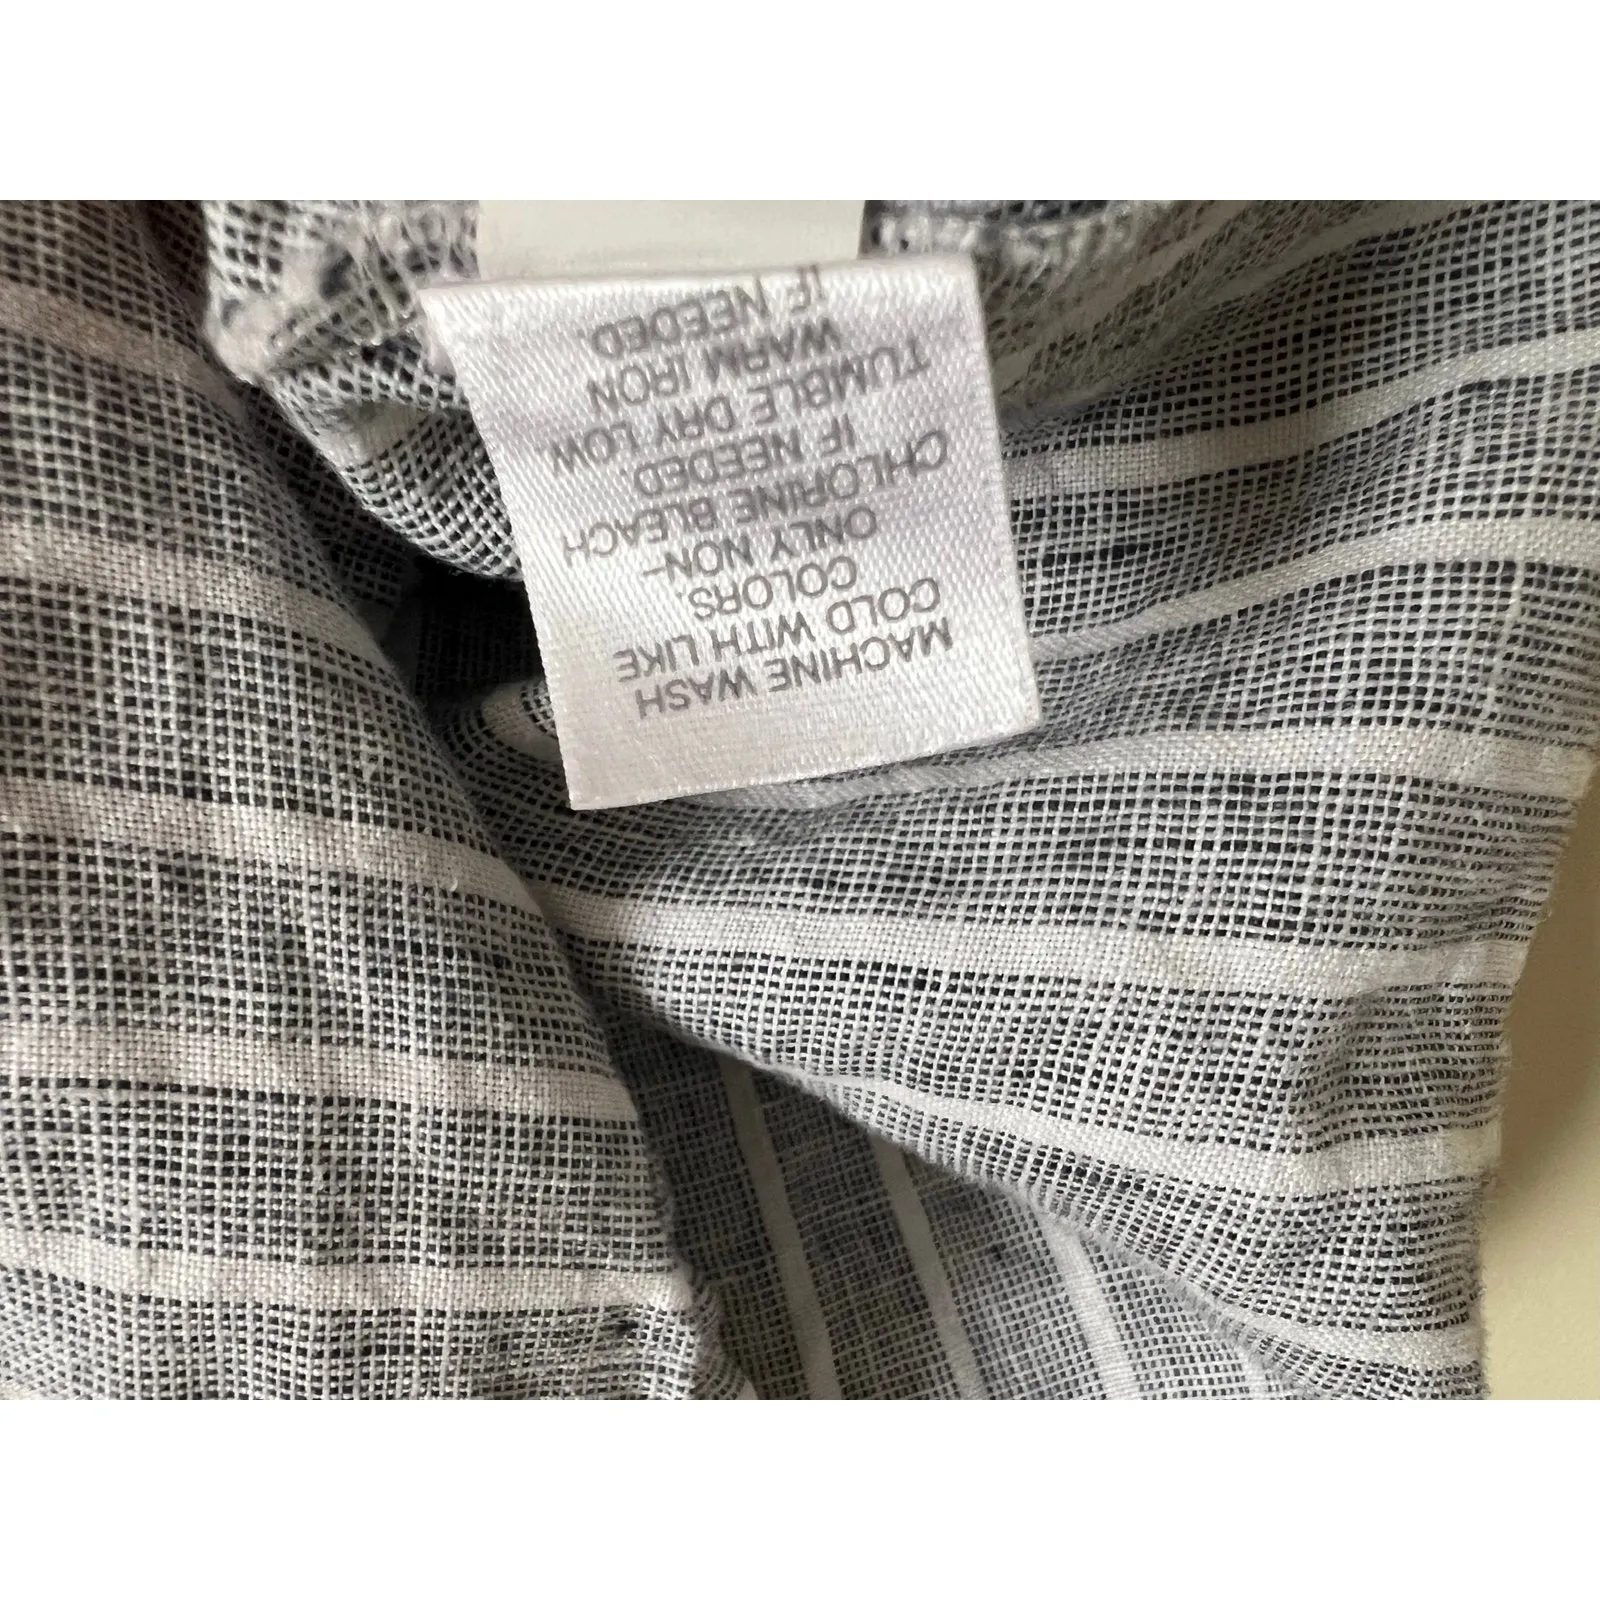 MACHINE WASH
COLD WITH LIKE
COLORS.
ONLY NON-
CHLORINE BLEACH
IF NEEDED.
TUMBLE DRY LOW.
WARM IRON
IF NEEDED.